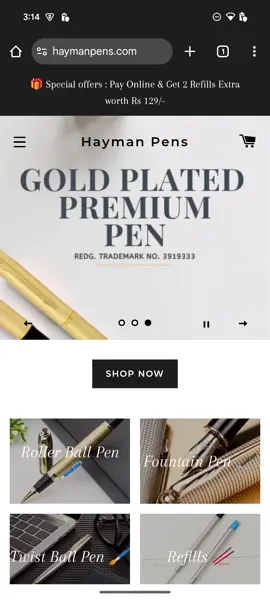 3:14
haymanpens.com
1
🎁 Special offers : Pay Online & Get 2 Refills Extra
worth Rs 129/-
Hayman Pens
GOLD PLATED
PREMIUM
PEN
REDG. TRADEMARK NO. 3919333
SHOP NOW
Roller Ball Pen
Fountain Pen
Twist Ball Pen
Refills